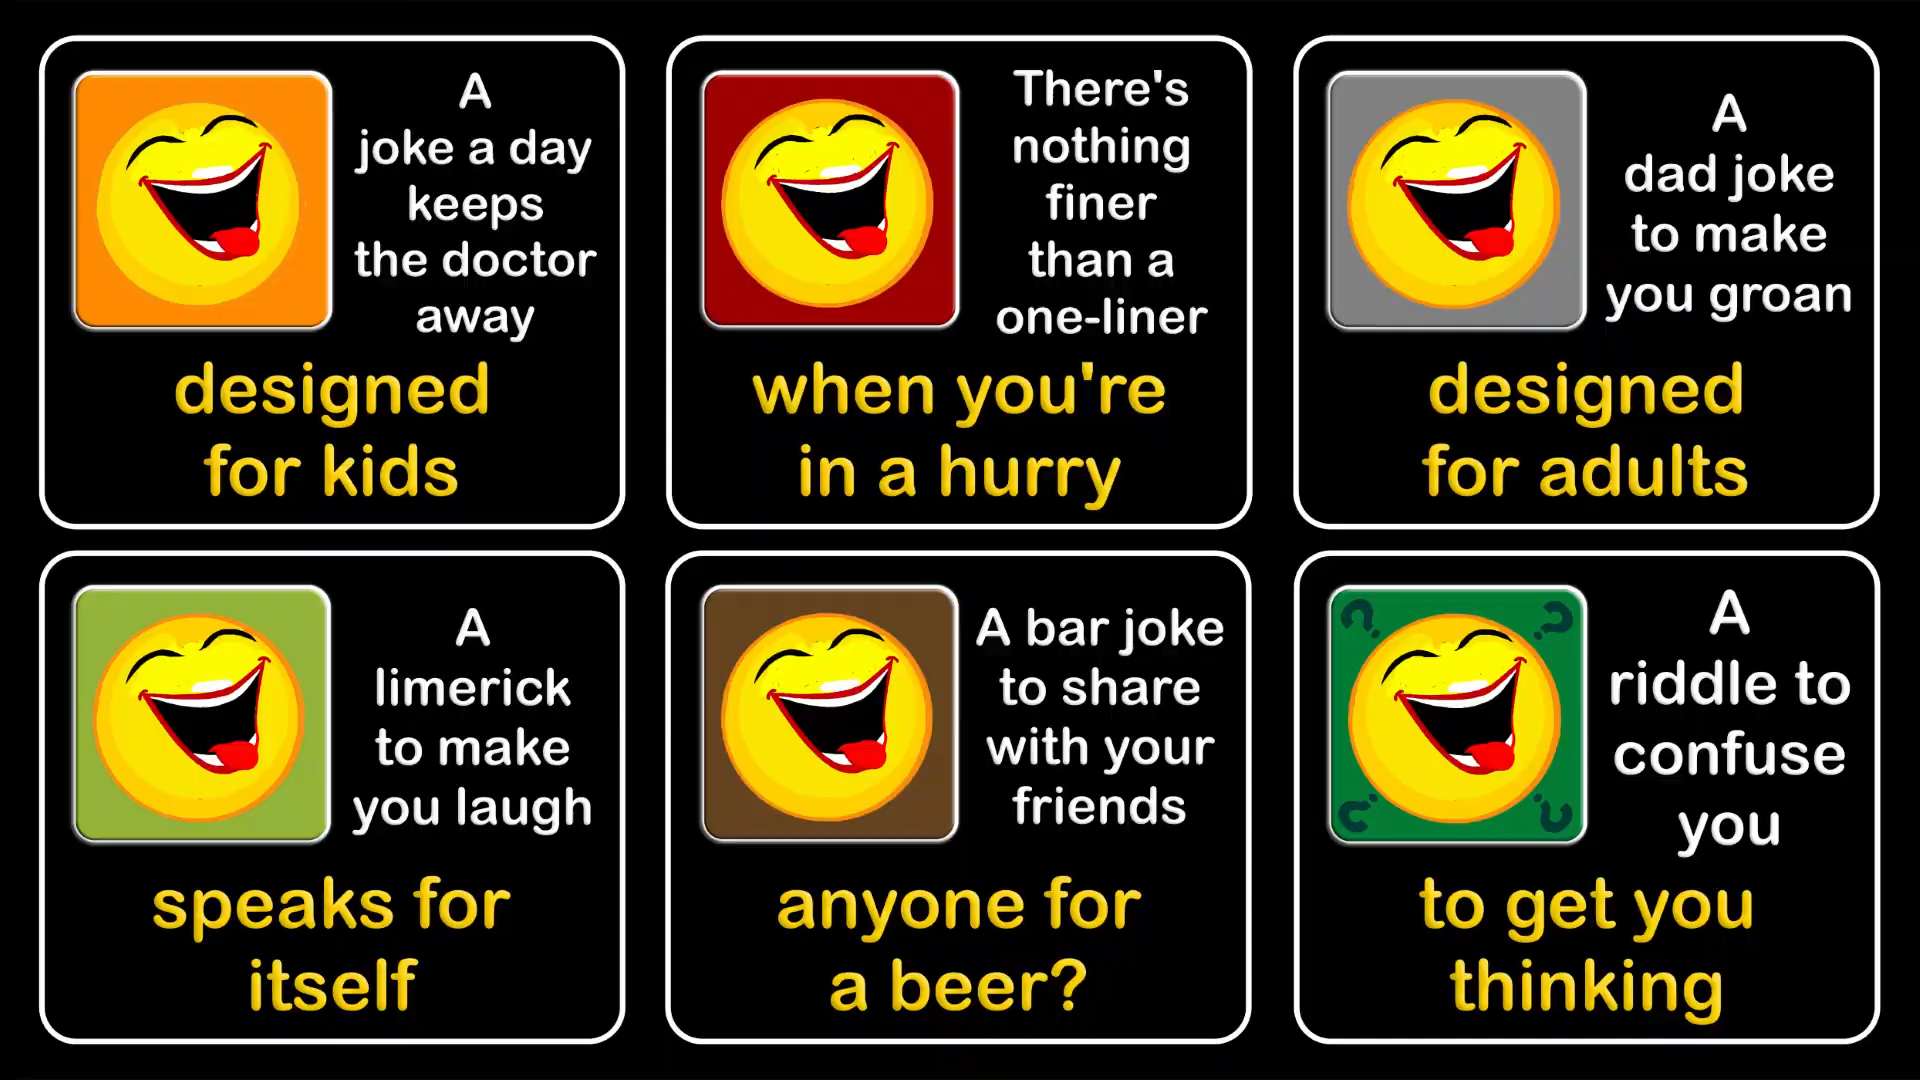 A
joke a day
keeps
the doctor
away
designed
for kids
There's
nothing
finer
than a
one-liner
when you're
in a hurry
A
dad joke
to make
you groan
designed
for adults
A
limerick
to make
you laugh
speaks for
itself
A bar joke
to share
with your
friends
anyone for
a beer?
?
?
?
?
A
riddle to
confuse
you
to get you
thinking